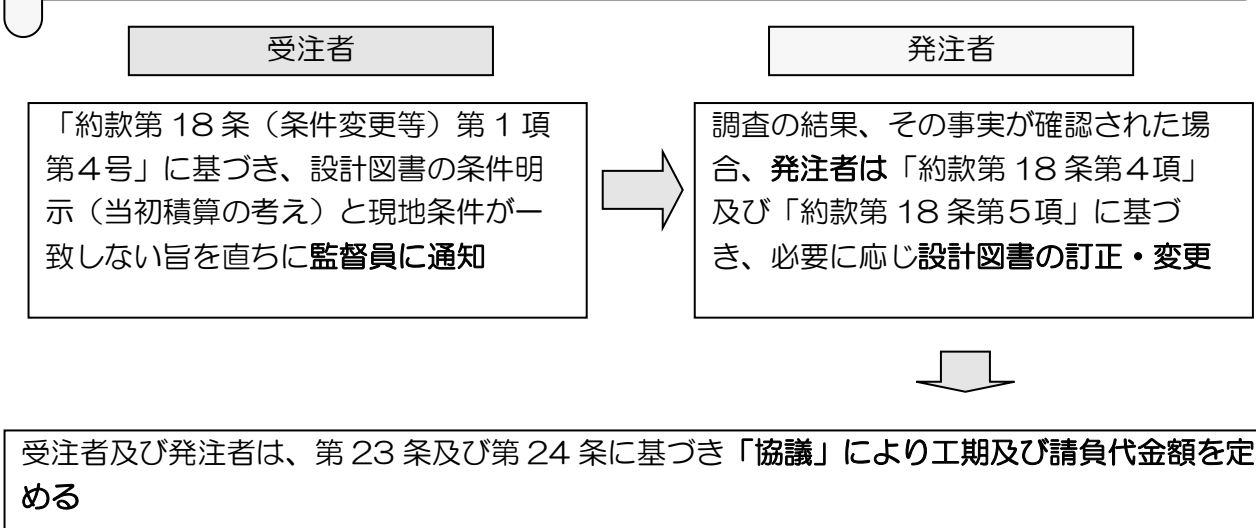 受注者
発注者
「約款第 18 条（条件変更等）第 1 項
第４号」に基づき、設計図書の条件明
示（当初積算の考え）と現地条件が一
致しない旨を直ちに監督員に通知
調査の結果、その事実が確認された場
合、発注者は「約款第 18 条第４項」
及び「約款第 18 条第５項」に基づ
き、必要に応じ設計図書の訂正・変更
受注者及び発注者は、第 23 条及び第 24 条に基づき「協議」により工期及び請負代金額を定
める